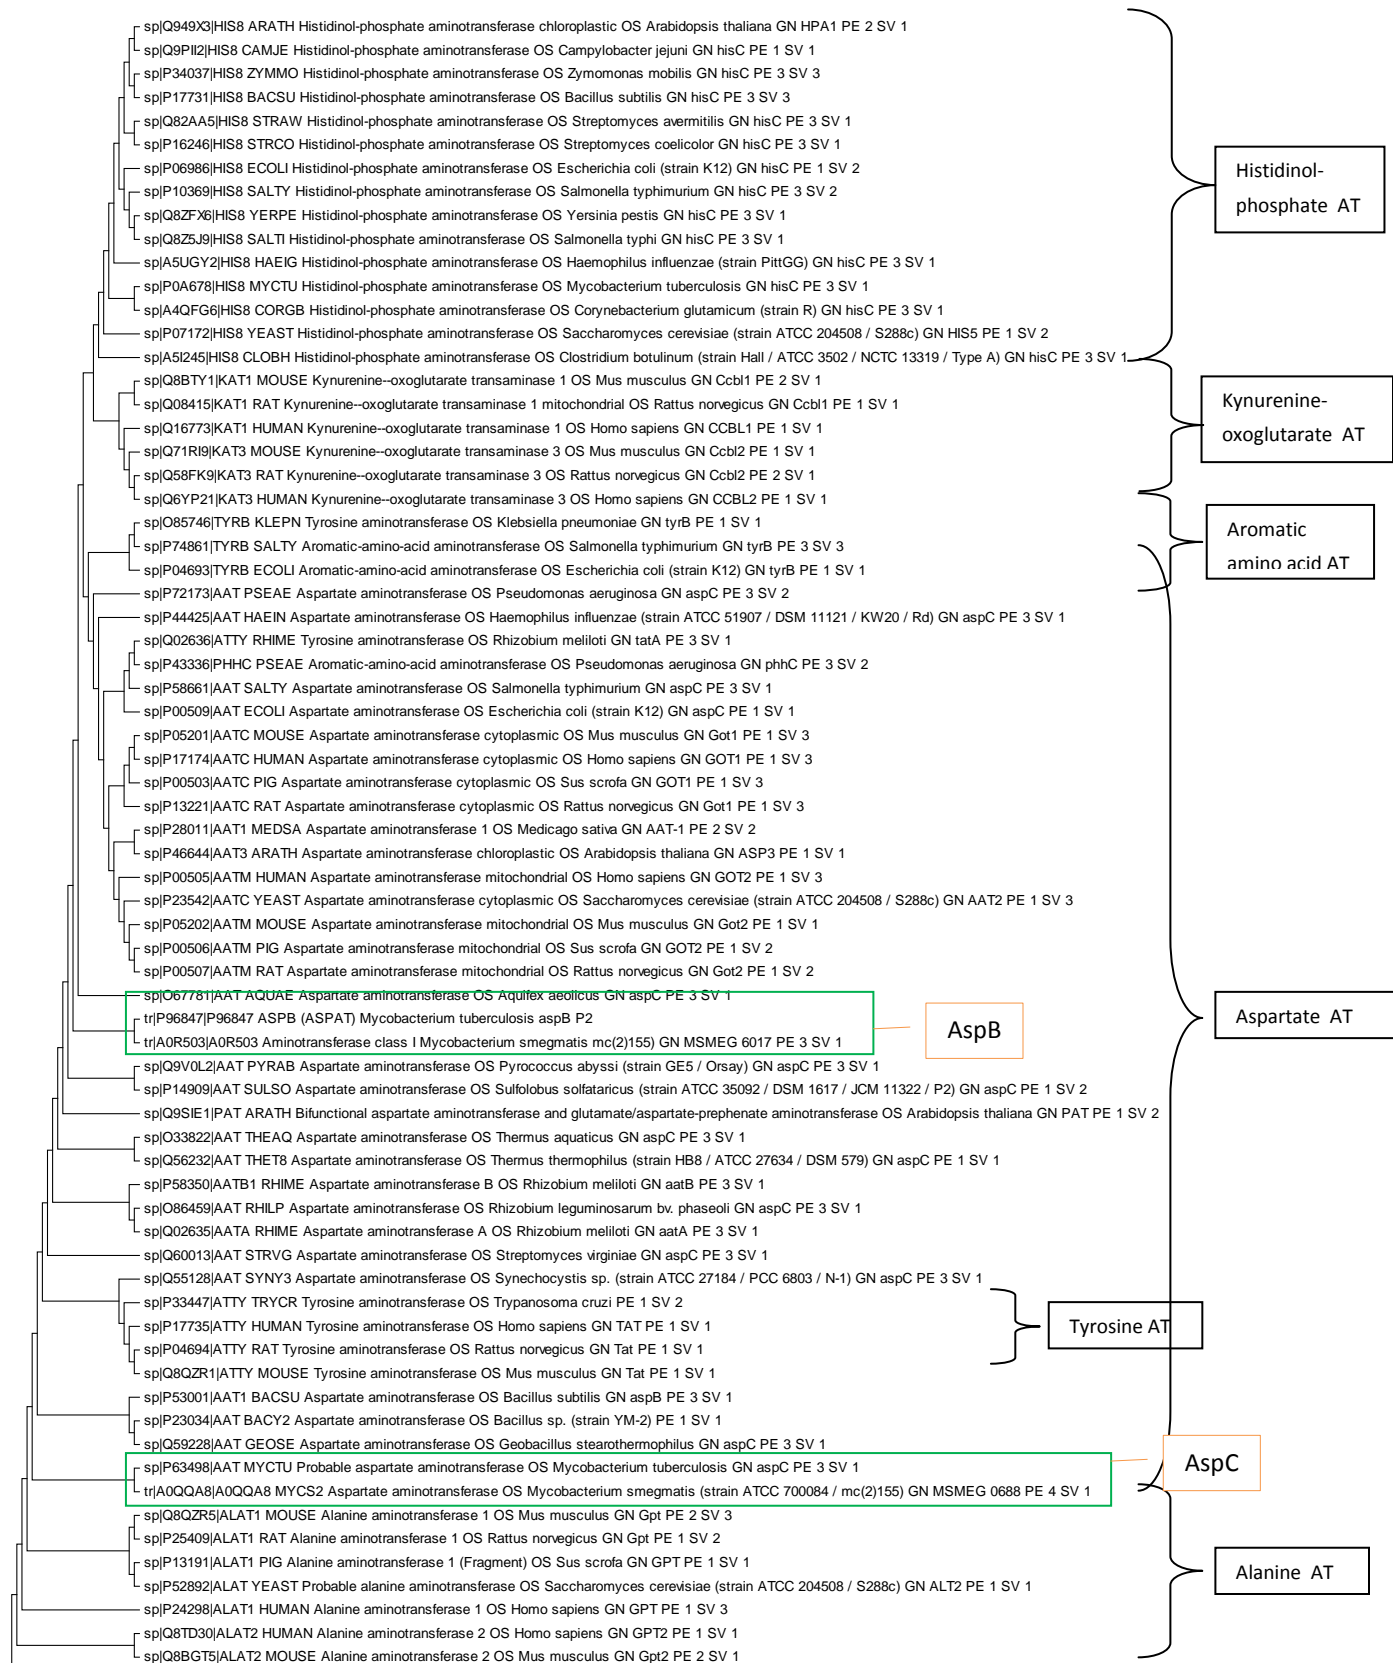 sp|Q949X3|HIS8 ARATH Histidinol-phosphate aminotransferase chloroplastic OS Arabidopsis thaliana GN HPA1 PE 2 SV 1
sp|Q9PII2|HIS8 CAMJE Histidinol-phosphate aminotransferase OS Campylobacter jejuni GN hisC PE 1 SV 1
sp|P34037|HIS8 ZYMMO Histidinol-phosphate aminotransferase OS Zymomonas mobilis GN hisC PE 3 SV 3
sp|P17731|HIS8 BACSU Histidinol-phosphate aminotransferase OS Bacillus subtilis GN hisC PE 3 SV 3
sp|Q82AA5|HIS8 STRAW Histidinol-phosphate aminotransferase OS Streptomyces avermitilis GN hisC PE 3 SV 1
sp|P16246|HIS8 STRCO Histidinol-phosphate aminotransferase OS Streptomyces coelicolor GN hisC PE 3 SV 1
sp|P06986|HIS8 ECOLI Histidinol-phosphate aminotransferase OS Escherichia coli (strain K12) GN hisC PE 1 SV 2
sp|P10369|HIS8 SALTY Histidinol-phosphate aminotransferase OS Salmonella typhimurium GN hisC PE 3 SV 2
sp|Q8ZFX6|HIS8 YERPE Histidinol-phosphate aminotransferase OS Yersinia pestis GN hisC PE 3 SV 1
sp|Q8Z5J9|HIS8 SALTI Histidinol-phosphate aminotransferase OS Salmonella typhi GN hisC PE 3 SV 1
sp|A5UGY2|HIS8 HAEIG Histidinol-phosphate aminotransferase OS Haemophilus influenzae (strain PittGG) GN hisC PE 3 SV 1
sp|P0A678|HIS8 MYCTU Histidinol-phosphate aminotransferase OS Mycobacterium tuberculosis GN hisC PE 3 SV 1
sp|A4QFG6|HIS8 CORGB Histidinol-phosphate aminotransferase OS Corynebacterium glutamicum (strain R) GN hisC PE 3 SV 1
sp|P07172|HIS8 YEAST Histidinol-phosphate aminotransferase OS Saccharomyces cerevisiae (strain ATCC 204508 / S288c) GN HIS5 PE 1 SV 2
sp|A5I245|HIS8 CLOBH Histidinol-phosphate aminotransferase OS Clostridium botulinum (strain Hall / ATCC 3502 / NCTC 13319 / Type A) GN hisC PE 3 SV 1
Histidinol-
phosphate AT
sp|Q8BTY1|KAT1 MOUSE Kynurenine--oxoglutarate transaminase 1 OS Mus musculus GN Ccbl1 PE 2 SV 1
sp|Q08415|KAT1 RAT Kynurenine--oxoglutarate transaminase 1 mitochondrial OS Rattus norvegicus GN Ccbl1 PE 1 SV 1
sp|Q16773|KAT1 HUMAN Kynurenine--oxoglutarate transaminase 1 OS Homo sapiens GN CCBL1 PE 1 SV 1
sp|Q71RI9|KAT3 MOUSE Kynurenine--oxoglutarate transaminase 3 OS Mus musculus GN Ccbl2 PE 1 SV 1
sp|Q58FK9|KAT3 RAT Kynurenine--oxoglutarate transaminase 3 OS Rattus norvegicus GN Ccbl2 PE 2 SV 1
sp|Q6YP21|KAT3 HUMAN Kynurenine--oxoglutarate transaminase 3 OS Homo sapiens GN CCBL2 PE 1 SV 1
Kynurenine-
oxoglutarate AT
sp|O85746|TYRB KLEPN Tyrosine aminotransferase OS Klebsiella pneumoniae GN tyrB PE 1 SV 1
sp|P74861|TYRB SALTY Aromatic-amino-acid aminotransferase OS Salmonella typhimurium GN tyrB PE 3 SV 3
sp|P04693|TYRB ECOLI Aromatic-amino-acid aminotransferase OS Escherichia coli (strain K12) GN tyrB PE 1 SV 1
Aromatic
amino acid AT
sp|P72173|AAT PSEAE Aspartate aminotransferase OS Pseudomonas aeruginosa GN aspC PE 3 SV 2
sp|P44425|AAT HAEIN Aspartate aminotransferase OS Haemophilus influenzae (strain ATCC 51907 / DSM 11121 / KW20 / Rd) GN aspC PE 3 SV 1
sp|Q02636|ATTY RHIME Tyrosine aminotransferase OS Rhizobium meliloti GN tatA PE 3 SV 1
sp|P43336|PHHC PSEAE Aromatic-amino-acid aminotransferase OS Pseudomonas aeruginosa GN phhC PE 3 SV 2
sp|P58661|AAT SALTY Aspartate aminotransferase OS Salmonella typhimurium GN aspC PE 3 SV 1
sp|P00509|AAT ECOLI Aspartate aminotransferase OS Escherichia coli (strain K12) GN aspC PE 1 SV 1
sp|P05201|AATC MOUSE Aspartate aminotransferase cytoplasmic OS Mus musculus GN Got1 PE 1 SV 3
sp|P17174|AATC HUMAN Aspartate aminotransferase cytoplasmic OS Homo sapiens GN GOT1 PE 1 SV 3
sp|P00503|AATC PIG Aspartate aminotransferase cytoplasmic OS Sus scrofa GN GOT1 PE 1 SV 3
sp|P13221|AATC RAT Aspartate aminotransferase cytoplasmic OS Rattus norvegicus GN Got1 PE 1 SV 3
sp|P28011|AAT1 MEDSA Aspartate aminotransferase 1 OS Medicago sativa GN AAT-1 PE 2 SV 2
sp|P46644|AAT3 ARATH Aspartate aminotransferase chloroplastic OS Arabidopsis thaliana GN ASP3 PE 1 SV 1
sp|P00505|AATM HUMAN Aspartate aminotransferase mitochondrial OS Homo sapiens GN GOT2 PE 1 SV 3
sp|P23542|AATC YEAST Aspartate aminotransferase cytoplasmic OS Saccharomyces cerevisiae (strain ATCC 204508 / S288c) GN AAT2 PE 1 SV 3
sp|P05202|AATM MOUSE Aspartate aminotransferase mitochondrial OS Mus musculus GN Got2 PE 1 SV 1
sp|P00506|AATM PIG Aspartate aminotransferase mitochondrial OS Sus scrofa GN GOT2 PE 1 SV 2
sp|P00507|AATM RAT Aspartate aminotransferase mitochondrial OS Rattus norvegicus GN Got2 PE 1 SV 2
sp|O67781|AAT AQUAE Aspartate aminotransferase OS Aquifex aeolicus GN aspC PE 3 SV 1
tr|P96847|P96847 ASPB (ASPAT) Mycobacterium tuberculosis aspB P2
tr|A0R503|A0R503 Aminotransferase class I Mycobacterium smegmatis mc(2)155) GN MSMEG 6017 PE 3 SV 1
AspB
Aspartate AT
sp|Q9V0L2|AAT PYRAB Aspartate aminotransferase OS Pyrococcus abyssi (strain GE5 / Orsay) GN aspC PE 3 SV 1
sp|P14909|AAT SULSO Aspartate aminotransferase OS Sulfolobus solfataricus (strain ATCC 35092 / DSM 1617 / JCM 11322 / P2) GN aspC PE 1 SV 2
sp|Q9SIE1|PAT ARATH Bifunctional aspartate aminotransferase and glutamate/aspartate-prephenate aminotransferase OS Arabidopsis thaliana GN PAT PE 1 SV 2
sp|O33822|AAT THEAQ Aspartate aminotransferase OS Thermus aquaticus GN aspC PE 3 SV 1
sp|Q56232|AAT THET8 Aspartate aminotransferase OS Thermus thermophilus (strain HB8 / ATCC 27634 / DSM 579) GN aspC PE 1 SV 1
sp|P58350|AATB1 RHIME Aspartate aminotransferase B OS Rhizobium meliloti GN aatB PE 3 SV 1
sp|O86459|AAT RHILP Aspartate aminotransferase OS Rhizobium leguminosarum bv. phaseoli GN aspC PE 3 SV 1
sp|Q02635|AATA RHIME Aspartate aminotransferase A OS Rhizobium meliloti GN aatA PE 3 SV 1
sp|Q60013|AAT STRVG Aspartate aminotransferase OS Streptomyces virginiae GN aspC PE 3 SV 1
sp|Q55128|AAT SYNY3 Aspartate aminotransferase OS Synechocystis sp. (strain ATCC 27184 / PCC 6803 / N-1) GN aspC PE 3 SV 1
sp|P33447|ATTY TRYCR Tyrosine aminotransferase OS Trypanosoma cruzi PE 1 SV 2
sp|P17735|ATTY HUMAN Tyrosine aminotransferase OS Homo sapiens GN TAT PE 1 SV 1
sp|P04694|ATTY RAT Tyrosine aminotransferase OS Rattus norvegicus GN Tat PE 1 SV 1
sp|Q8QZR1|ATTY MOUSE Tyrosine aminotransferase OS Mus musculus GN Tat PE 1 SV 1
Tyrosine AT
sp|P53001|AAT1 BACSU Aspartate aminotransferase OS Bacillus subtilis GN aspB PE 3 SV 1
sp|P23034|AAT BACY2 Aspartate aminotransferase OS Bacillus sp. (strain YM-2) PE 1 SV 1
sp|Q59228|AAT GEOSE Aspartate aminotransferase OS Geobacillus stearothermophilus GN aspC PE 3 SV 1
sp|P63498|AAT MYCTU Probable aspartate aminotransferase OS Mycobacterium tuberculosis GN aspC PE 3 SV 1
tr|A0QQA8|A0QQA8 MYCS2 Aspartate aminotransferase OS Mycobacterium smegmatis (strain ATCC 700084 / mc(2)155) GN MSMEG 0688 PE 4 SV 1
AspC
sp|Q8QZR5|ALAT1 MOUSE Alanine aminotransferase 1 OS Mus musculus GN Gpt PE 2 SV 3
sp|P25409|ALAT1 RAT Alanine aminotransferase 1 OS Rattus norvegicus GN Gpt PE 1 SV 2
sp|P13191|ALAT1 PIG Alanine aminotransferase 1 (Fragment) OS Sus scrofa GN GPT PE 1 SV 1
sp|P52892|ALAT YEAST Probable alanine aminotransferase OS Saccharomyces cerevisiae (strain ATCC 204508 / S288c) GN ALT2 PE 1 SV 1
sp|P24298|ALAT1 HUMAN Alanine aminotransferase 1 OS Homo sapiens GN GPT PE 1 SV 3
sp|Q8TD30|ALAT2 HUMAN Alanine aminotransferase 2 OS Homo sapiens GN GPT2 PE 1 SV 1
sp|Q8BGT5|ALAT2 MOUSE Alanine aminotransferase 2 OS Mus musculus GN Gpt2 PE 2 SV 1
Alanine AT